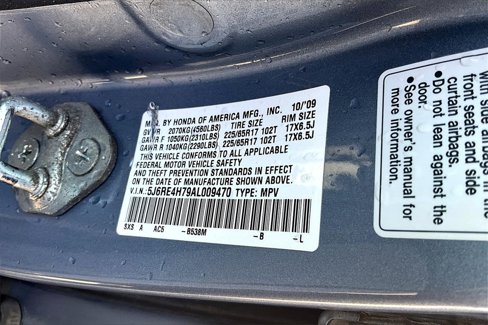 MFD. BY HONDA OF AMERICA MFG., INC. 10/'09
GVWR 2070KG(4560LBS) TIRE SIZE RIM SIZE
GAWR F 1050KG(2310LBS) 225/65R17 102T 17X6.5J
GAWR R 1040KG(2290LBS) 225/65R17 102T 17X6.5J
THIS VEHICLE CONFORMS TO ALL APPLICABLE
FEDERAL MOTOR VEHICLE SAFETY
AND THEFT PREVENTION STANDARDS IN EFFECT
ON THE DATE OF MANUFACTURE SHOWN ABOVE.
V.I.N. 5J6RE4H79AL009470 TYPE: MPV
SXS A AC5 -B538M -B -L
with side
front seats and side
curtain airbags.
•Do not lean against the
door.
•See owner's manual
for more